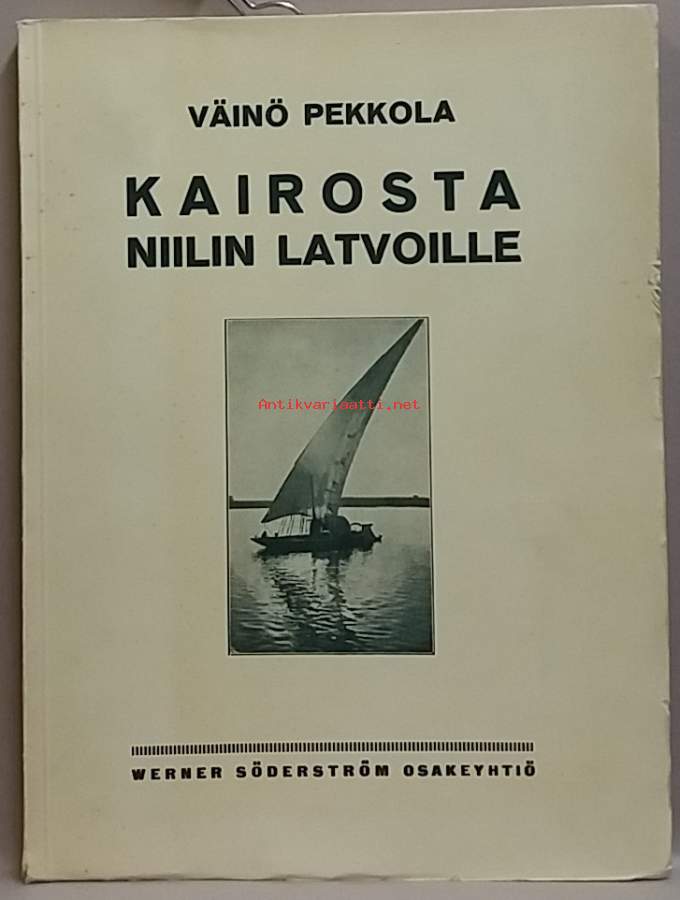 VÄINÖ PEKKOLA
KAIROSTA
NIILIN LATVOILLE
Antikvariaatti.net
WERNER SÖDERSTRÖM OSAKEYHTIÖ